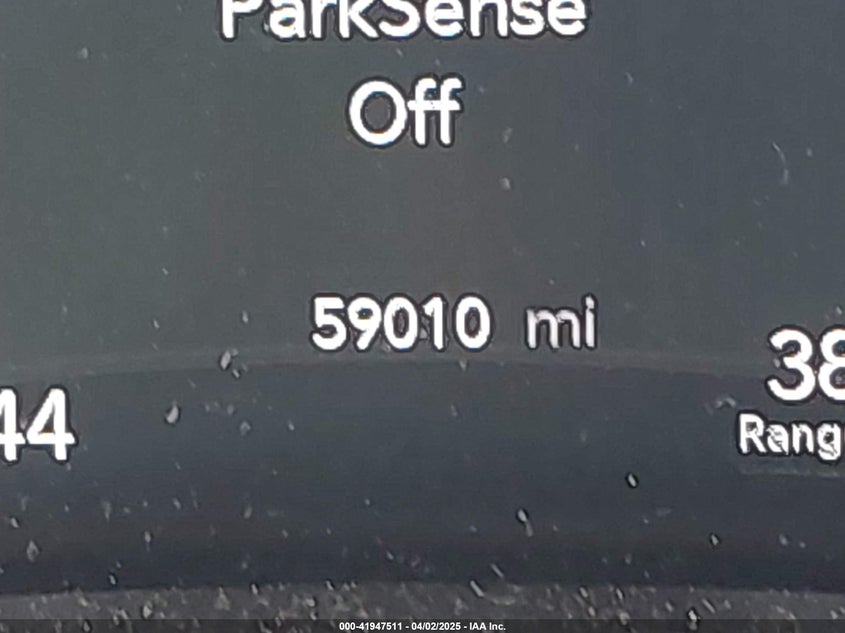 ParkSense
Off
59010 mi
44
38
Rang
000-41947511 - 04/02/2025 - IAA Inc.